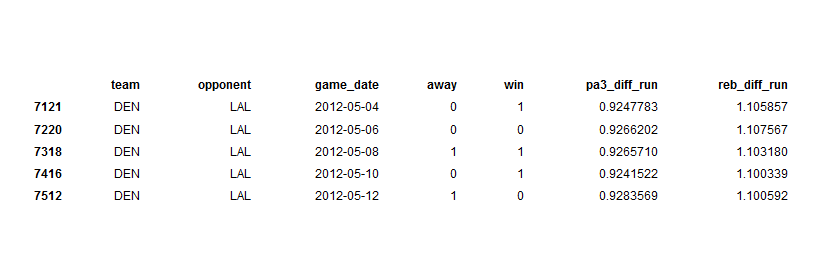 team opponent game_date away win pa3_diff_run reb_diff_run
7121 DEN LAL 2012-05-04 0 1 0.9247783 1.105857
7220 DEN LAL 2012-05-06 0 0 0.9266202 1.107567
7318 DEN LAL 2012-05-08 1 1 0.9265710 1.103180
7416 DEN LAL 2012-05-10 0 1 0.9241522 1.100339
7512 DEN LAL 2012-05-12 1 0 0.9283569 1.100592